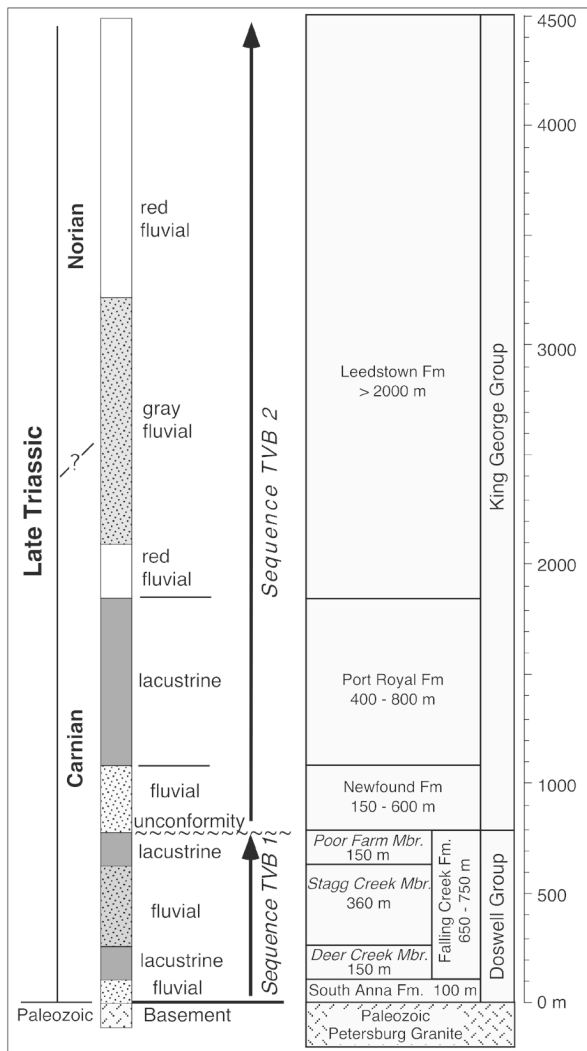 Late Triassic
Norian
Carnian
?
Paleozoic
red
fluvial
gray
fluvial
red
fluvial
lacustrine
fluvial
unconformity
lacustrine
fluvial
lacustrine
fluvial
Basement
Sequence TVB 2
Sequence TVB 1
Leedstown Fm
> 2000 m
Port Royal Fm
400 - 800 m
Newfound Fm
150 - 600 m
Poor Farm Mbr.
150 m
Stagg Creek Mbr.
360 m
Deer Creek Mbr.
150 m
Falling Creek Fm.
650 - 750 m
South Anna Fm. 100 m
Paleozoic
Petersburg Granite
King George Group
Doswell Group
4500
4000
3000
2000
1000
500
0 m